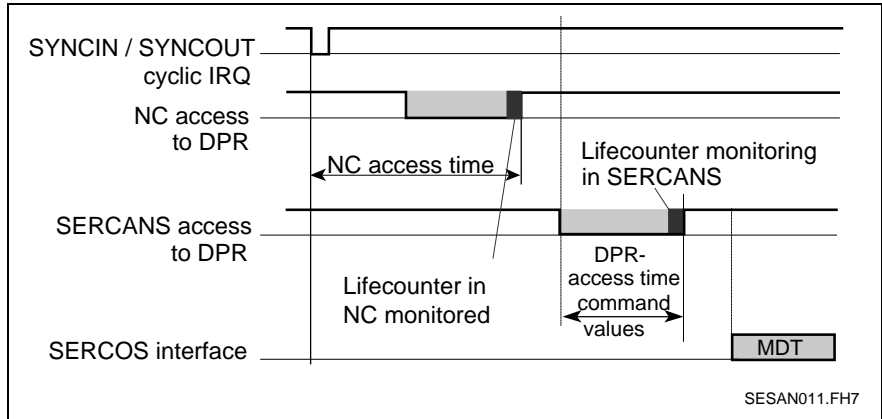 SYNCIN / SYNCOUT
cyclic IRQ
NC access
to DPR
NC access time
Lifecounter monitoring
in SERCANS
SERCANS access
to DPR
Lifecounter in
NC monitored
DPR-
access time
command
values
SERCOS interface
MDT
SESAN011.FH7